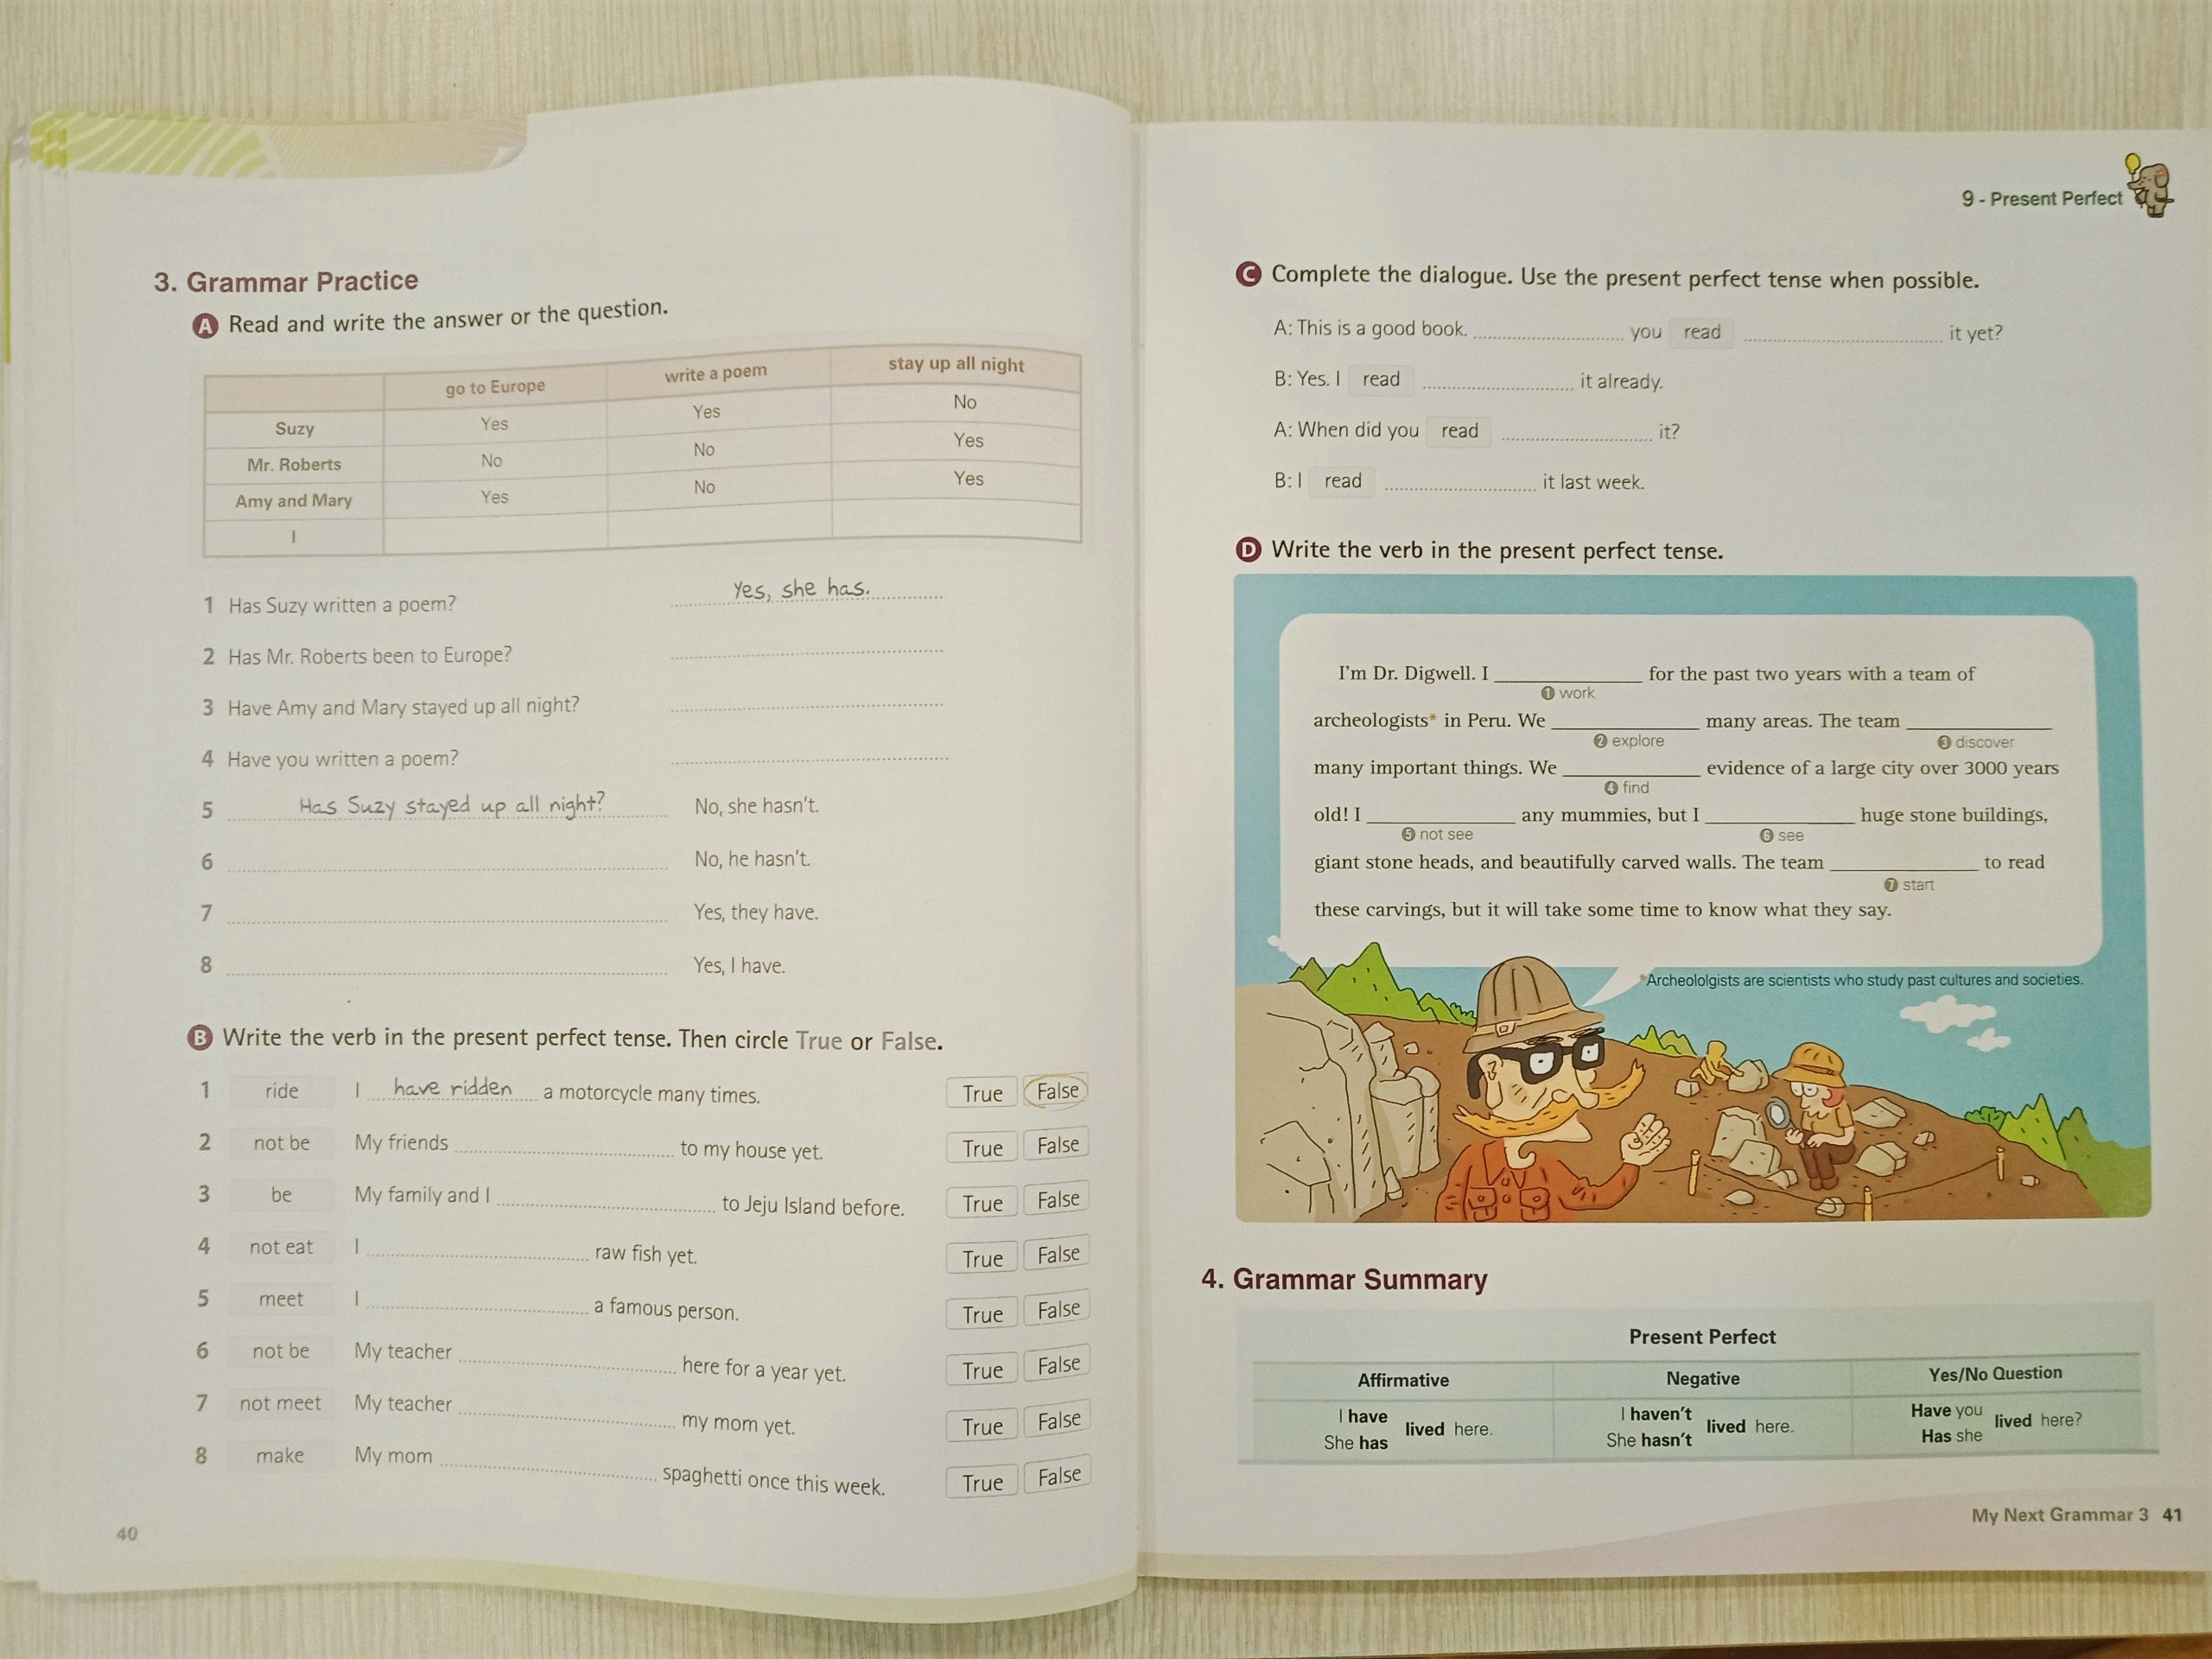 3. Grammar Practice
A Read and write the answer or the question.
go to Europe write a poem stay up all night
Suzy Yes Yes No
Mr. Roberts No No Yes
Amy and Mary Yes No Yes
I
1 Has Suzy written a poem? Yes, she has.
2 Has Mr. Roberts been to Europe?
3 Have Amy and Mary stayed up all night?
4 Have you written a poem?
5 Has Suzy stayed up all night? No, she hasn't.
6 No, he hasn't.
7 Yes, they have.
8 Yes, I have.
B Write the verb in the present perfect tense. Then circle True or False.
1 ride I have ridden a motorcycle many times. True False
2 not be My friends to my house yet. True False
3 be My family and I to Jeju Island before. True False
4 not eat I raw fish yet. True False
5 meet I a famous person. True False
6 not be My teacher here for a year yet. True False
7 not meet My teacher my mom yet. True False
8 make My mom spaghetti once this week. True False
40
9 - Present Perfect
C Complete the dialogue. Use the present perfect tense when possible.
A: This is a good book. you read it yet?
B: Yes. I read it already.
A: When did you read it?
B: I read it last week.
D Write the verb in the present perfect tense.
I'm Dr. Digwell. I for the past two years with a team of
1 work
archeologists* in Peru. We many areas. The team
2 explore 3 discover
many important things. We evidence of a large city over 3000 years
4 find
old! I any mummies, but I huge stone buildings,
5 not see 6 see
giant stone heads, and beautifully carved walls. The team to read
7 start
these carvings, but it will take some time to know what they say.
*Archeololgists are scientists who study past cultures and societies.
4. Grammar Summary
Present Perfect
Affirmative Negative Yes/No Question
I have I haven't Have you
lived here. lived here. lived here?
She has She hasn't Has she
My Next Grammar 3 41